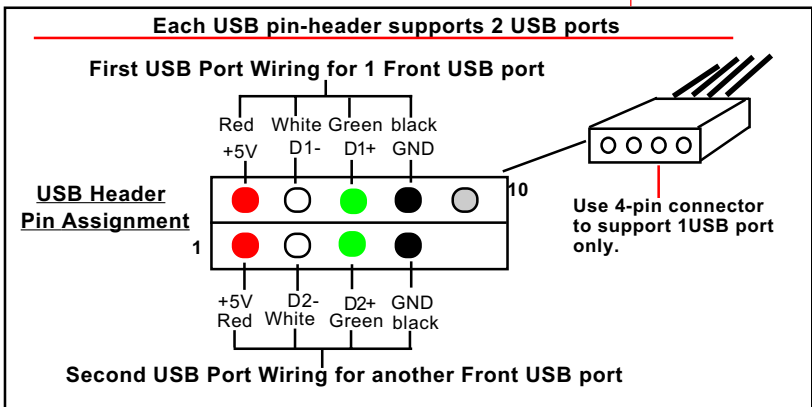 Each USB pin-header supports 2 USB ports
First USB Port Wiring for 1 Front USB port
Red White Green black
+5V D1- D1+ GND
USB Header
Pin Assignment
10
1
Use 4-pin connector
to support 1USB port
only.
+5V D2- D2+ GND
Red White Green black
Second USB Port Wiring for another Front USB port